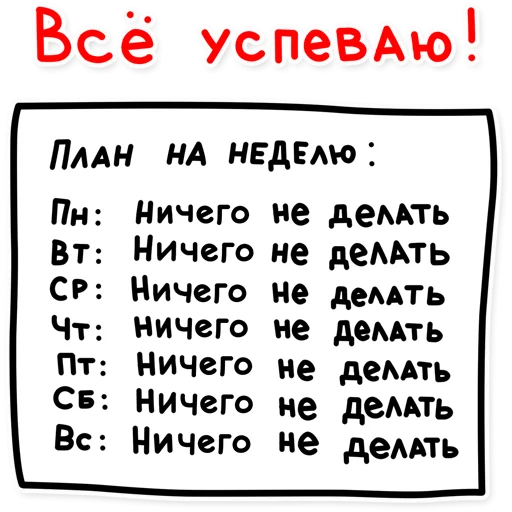 Всё успеваю!
План на неделю:
Пн: Ничего не делать
Вт: Ничего не делать
Ср: Ничего не делать
Чт: Ничего не делать
Пт: Ничего не делать
Сб: Ничего не делать
Вс: Ничего не делать